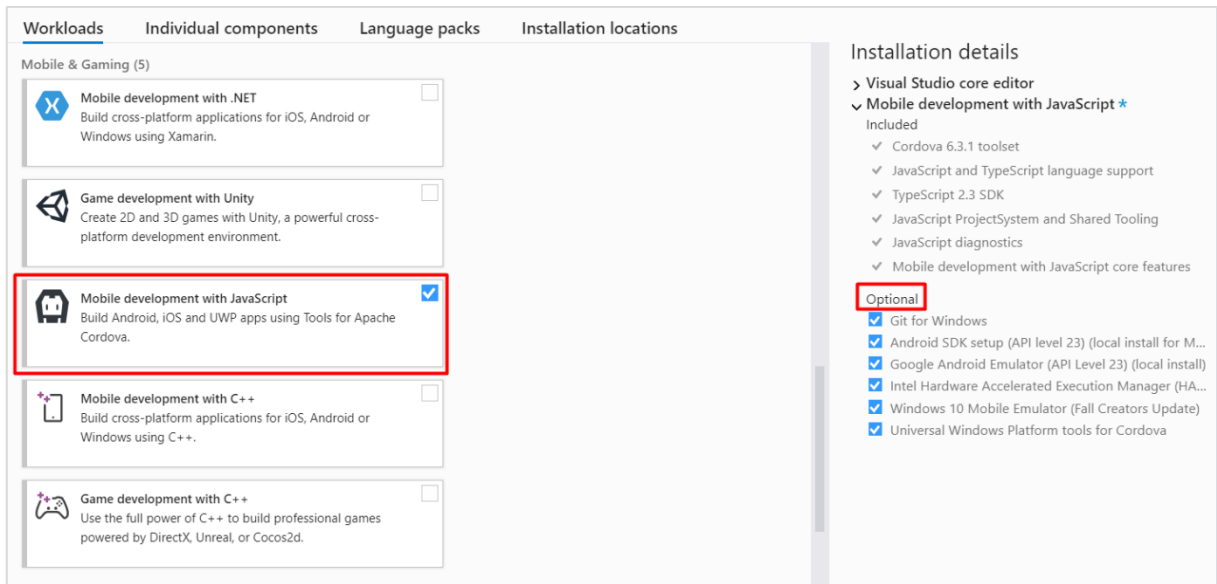 Workloads Individual components Language packs Installation locations
Mobile & Gaming (5)
Mobile development with .NET
Build cross-platform applications for iOS, Android or
Windows using Xamarin.
Game development with Unity
Create 2D and 3D games with Unity, a powerful cross-
platform development environment.
Mobile development with JavaScript
Build Android, iOS and UWP apps using Tools for Apache
Cordova.
Mobile development with C++
Build cross-platform applications for iOS, Android or
Windows using C++.
Game development with C++
Use the full power of C++ to build professional games
powered by DirectX, Unreal, or Cocos2d.
Installation details
Visual Studio core editor
Mobile development with JavaScript *
Included
Cordova 6.3.1 toolset
JavaScript and TypeScript language support
TypeScript 2.3 SDK
JavaScript ProjectSystem and Shared Tooling
JavaScript diagnostics
Mobile development with JavaScript core features
Optional
Git for Windows
Android SDK setup (API level 23) (local install for M...
Google Android Emulator (API Level 23) (local install)
Intel Hardware Accelerated Execution Manager (HA...
Windows 10 Mobile Emulator (Fall Creators Update)
Universal Windows Platform tools for Cordova